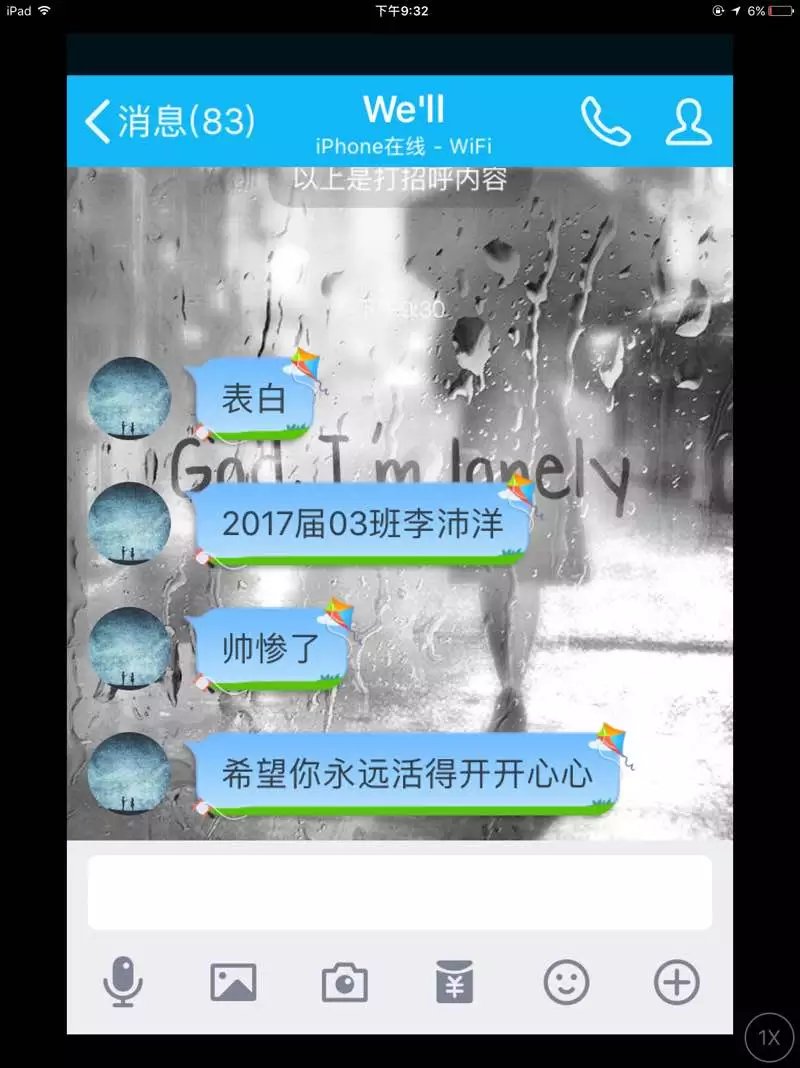 iPad 下午9:32 6%
消息(83) We'll
iPhone在线 - WiFi
以上是打招呼内容
表白
God, I'm lonely
2017届03班李沛洋
帅惨了
希望你永远活得开开心心
1X